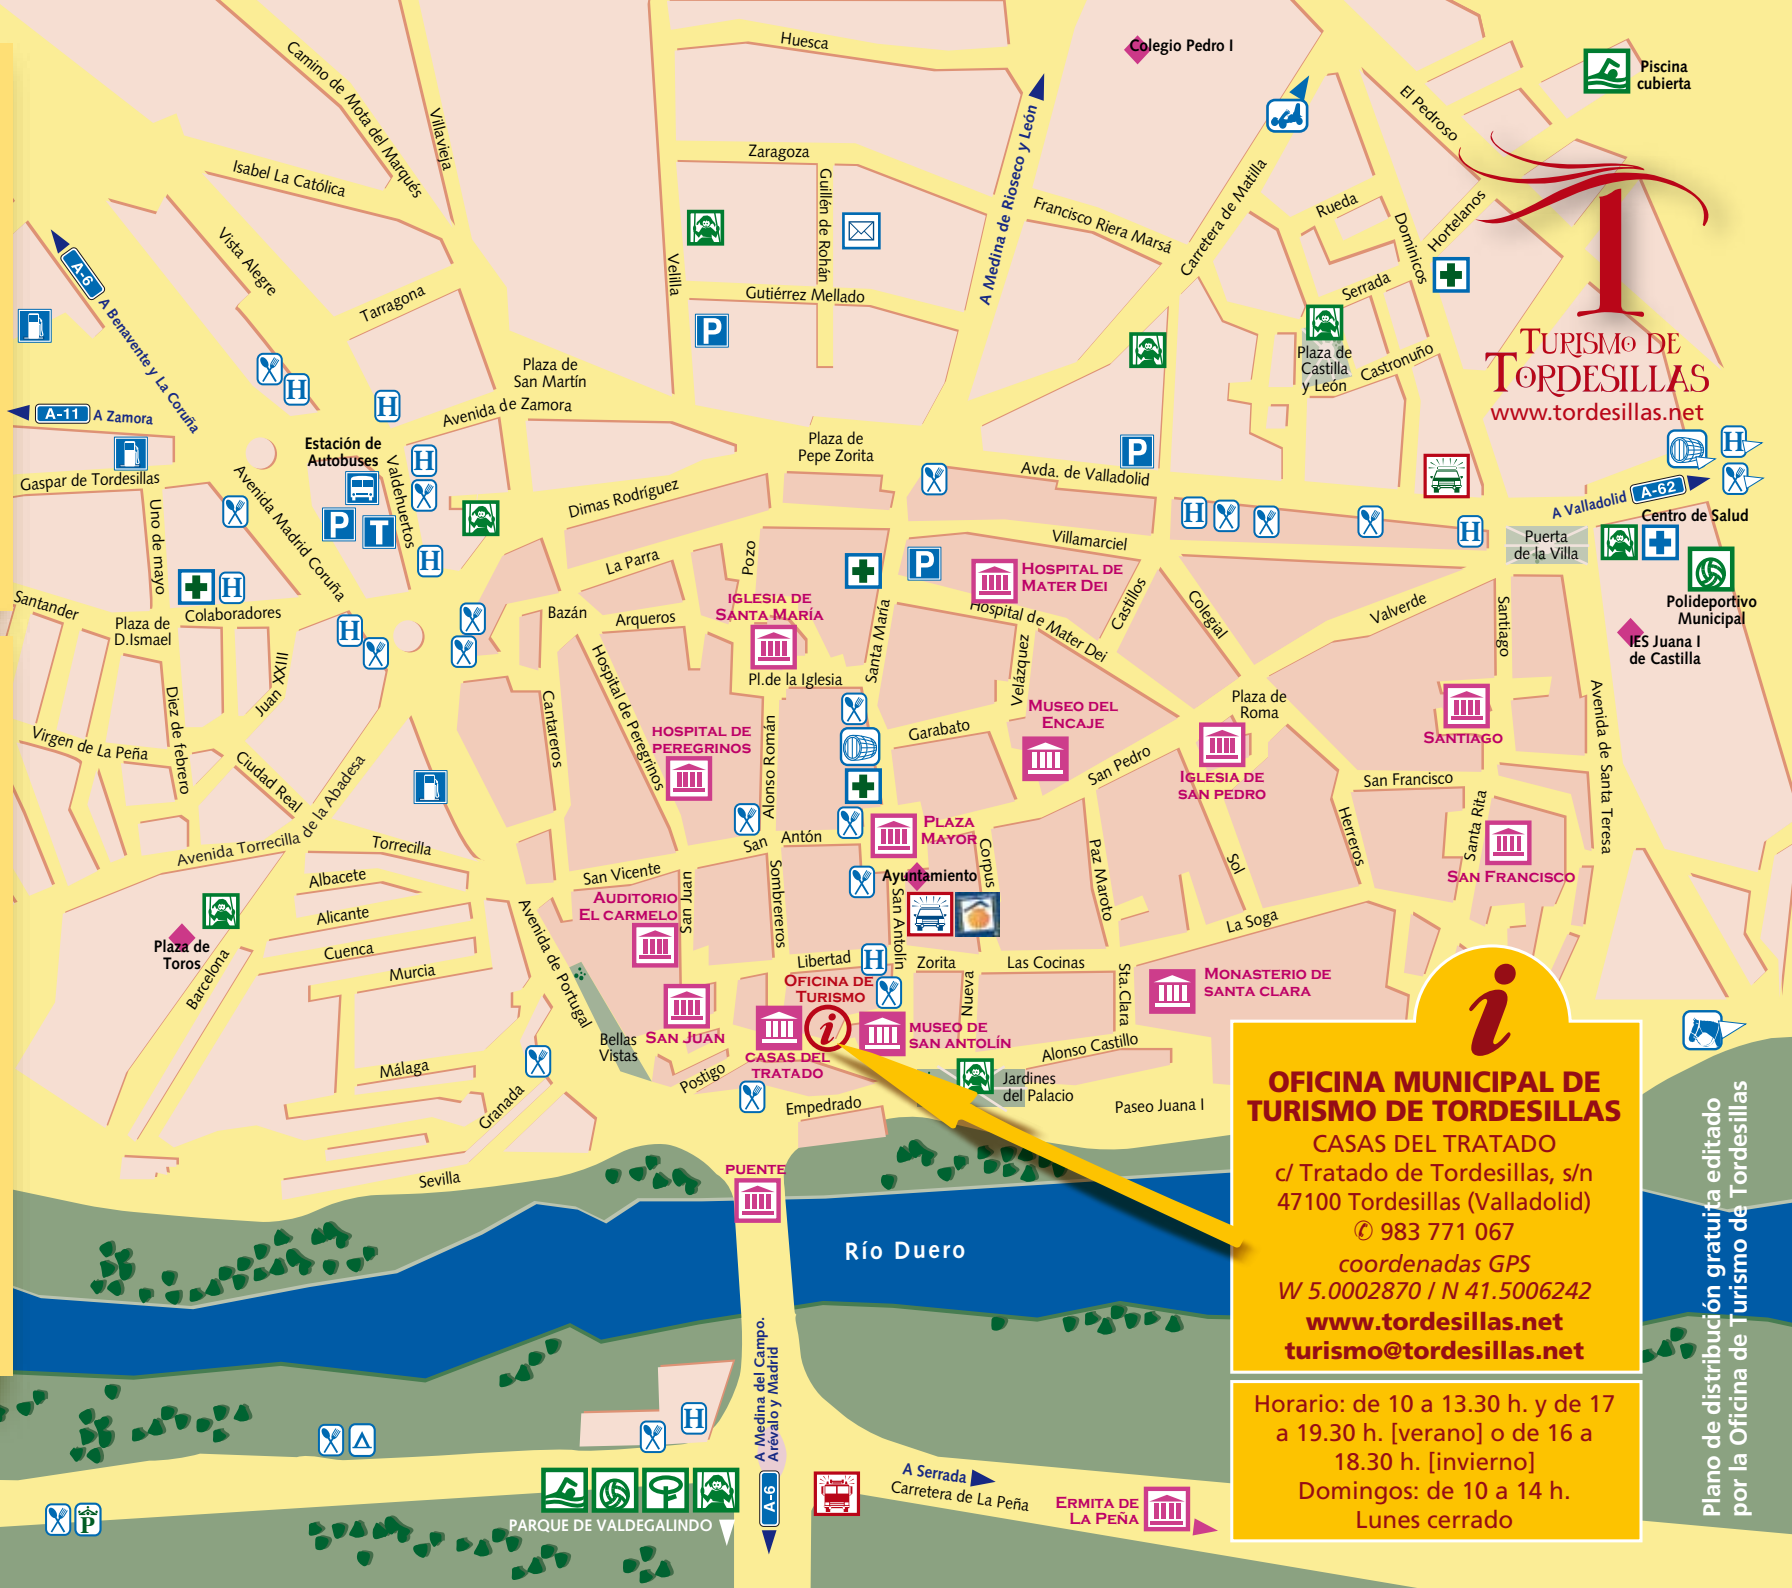 Huesca
Colegio Pedro I
Piscina
cubierta
Camino de Mota del Marqués
Villavieja
El Pedroso
A Medina de Rioseco y León
Isabel La Católica
Zaragoza
Guillén de Rohán
Francisco Riera Marsá
Carretera de Matilla
Rueda
Dominicos
Hortelanos
Vista Alegre
Velilla
Serrada
A-6
A Benavente y La Coruña
Tarragona
Gutiérrez Mellado
P
Plaza de
Castilla
y León
Castronuño
TURISMO DE
TORDESILLAS
www.tordesillas.net
Plaza de
San Martín
H
H
A-11
A Zamora
Avenida de Zamora
Estación de
Autobuses
Valdehuertos
H
Plaza de
Pepe Zorita
P
Avda. de Valladolid
H
Gaspar de Tordesillas
Avenida Madrid Coruña
Uno de mayo
P
T
H
Dimas Rodríguez
A Valladolid
A-62
Centro de Salud
H
H
Villamarciel
Puerta
de la Villa
La Parra
Pozo
P
HOSPITAL DE
MATER DEI
Castillos
Colegial
Valverde
Santiago
Polideportivo
Municipal
Santander
Plaza de
D.Ismael
H
Colaboradores
H
Bazán
Arqueros
IGLESIA DE
SANTA MARÍA
Santa María
Hospital de Mater Dei
IES Juana I
de Castilla
Juan XXIII
Hospital de Peregrinos
Pl.de la Iglesia
Velázquez
Diez de febrero
Cantareros
Alonso Román
MUSEO DEL
ENCAJE
Plaza de
Roma
Avenida de Santa Teresa
Virgen de La Peña
HOSPITAL DE
PEREGRINOS
Garabato
San Pedro
SANTIAGO
Ciudad Real
IGLESIA DE
SAN PEDRO
San Francisco
Avenida Torrecilla de la Abadesa
Torrecilla
San Antón
PLAZA
MAYOR
Corpus
Paz Maroto
Sol
Herreros
Santa Rita
SAN FRANCISCO
Albacete
San Vicente
Ayuntamiento
AUDITORIO
EL CARMELO
San Juan
Sombrereros
San Antolín
Alicante
Avenida de Portugal
La Soga
Plaza de
Toros
Barcelona
Cuenca
Murcia
Libertad
H
Zorita
Las Cocinas
OFICINA DE
TURISMO
i
Nueva
Sta.Clara
MONASTERIO DE
SANTA CLARA
Bellas
Vistas
SAN JUAN
CASAS DEL
TRATADO
MUSEO DE
SAN ANTOLÍN
Alonso Castillo
Málaga
Granada
Postigo
Jardines
del Palacio
Empedrado
Paseo Juana I
Sevilla
PUENTE
Río Duero
i
OFICINA MUNICIPAL DE
TURISMO DE TORDESILLAS
CASAS DEL TRATADO
c/ Tratado de Tordesillas, s/n
47100 Tordesillas (Valladolid)
✆ 983 771 067
coordenadas GPS
W 5.0002870 / N 41.5006242
www.tordesillas.net
turismo@tordesillas.net
Horario: de 10 a 13.30 h. y de 17
a 19.30 h. [verano] o de 16 a
18.30 h. [invierno]
Domingos: de 10 a 14 h.
Lunes cerrado
Plano de distribución gratuita editado
por la Oficina de Turismo de Tordesillas
A Medina del Campo.
Arévalo y Madrid
A-6
H
P
PARQUE DE VALDEGALINDO
A Serrada
Carretera de La Peña
ERMITA DE
LA PEÑA